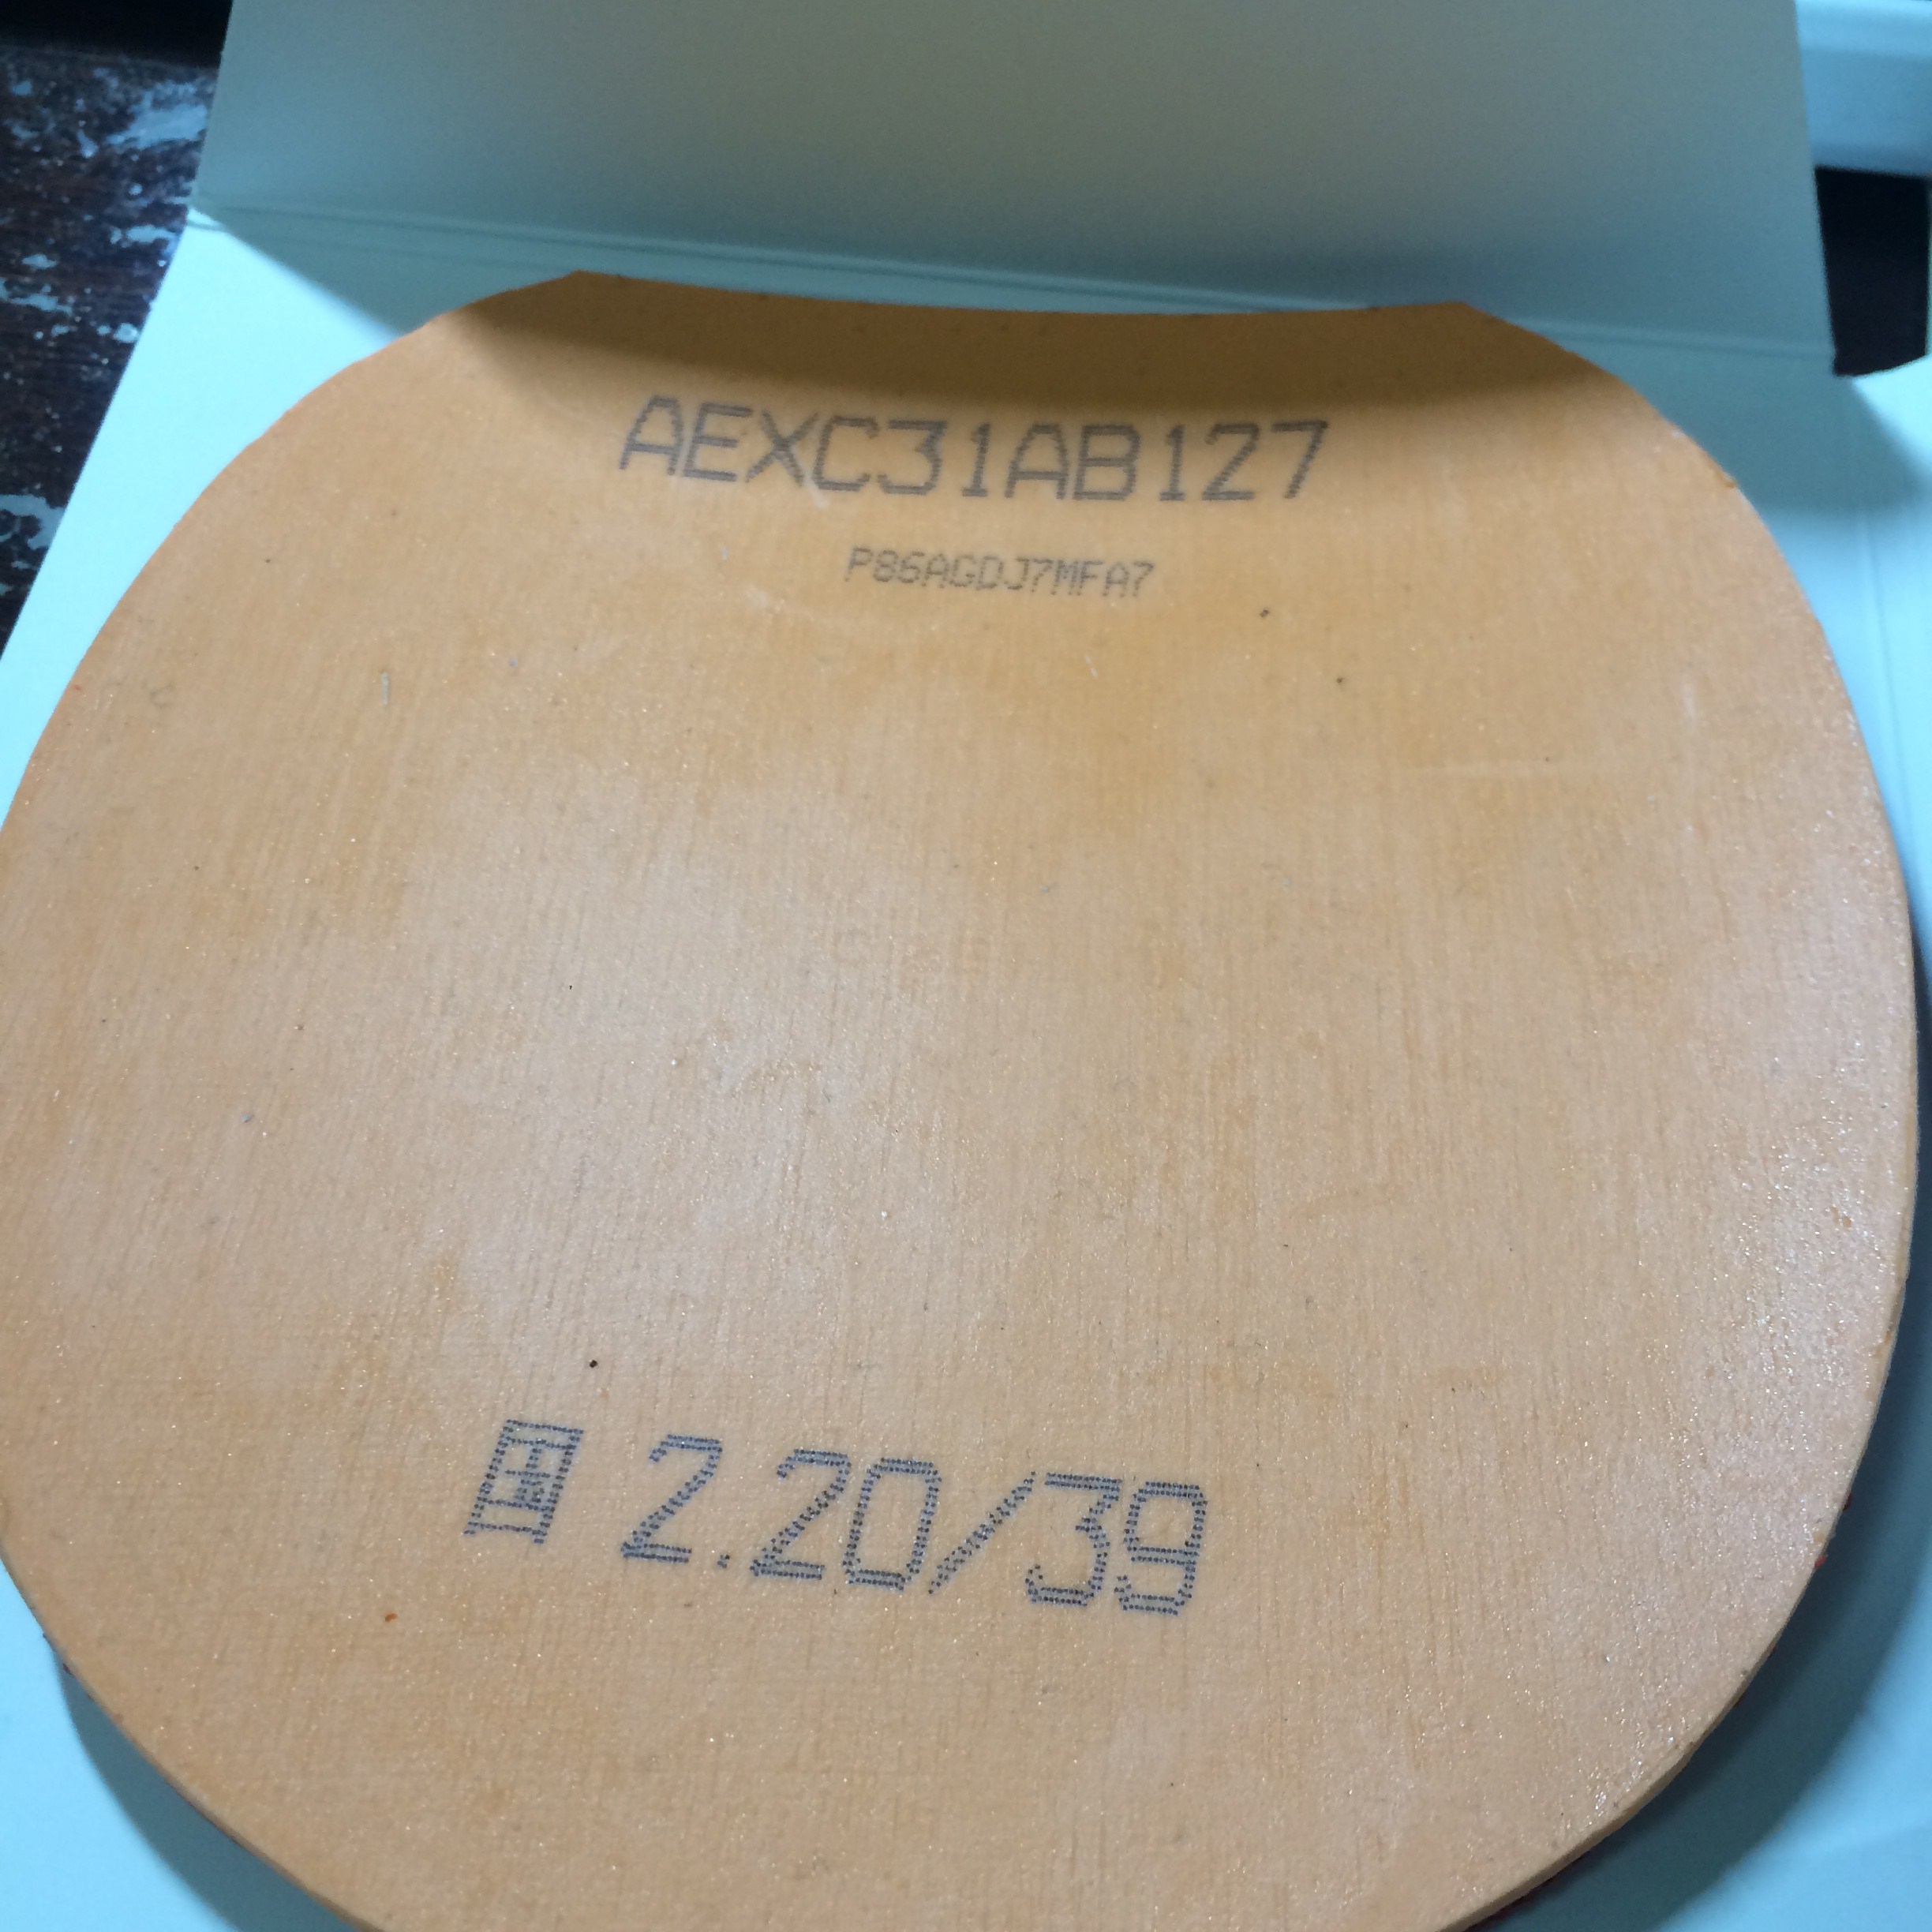 AEXC31AB127
P86AGDJ7MFA7
国 2.20/39